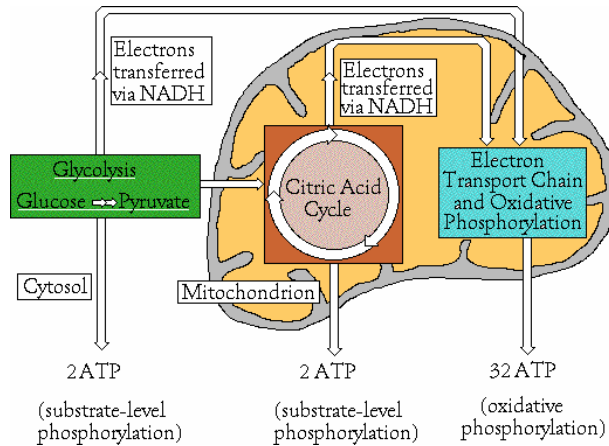 Electrons
transferred
via NADH
Electrons
transferred
via NADH
Glycolysis
Glucose Pyruvate
Citric Acid
Cycle
Electron
Transport Chain
and Oxidative
Phosphorylation
Cytosol
Mitochondrion
2 ATP
(substrate-level
phosphorylation)
2 ATP
(substrate-level
phosphorylation)
32 ATP
(oxidative
phosphorylation)